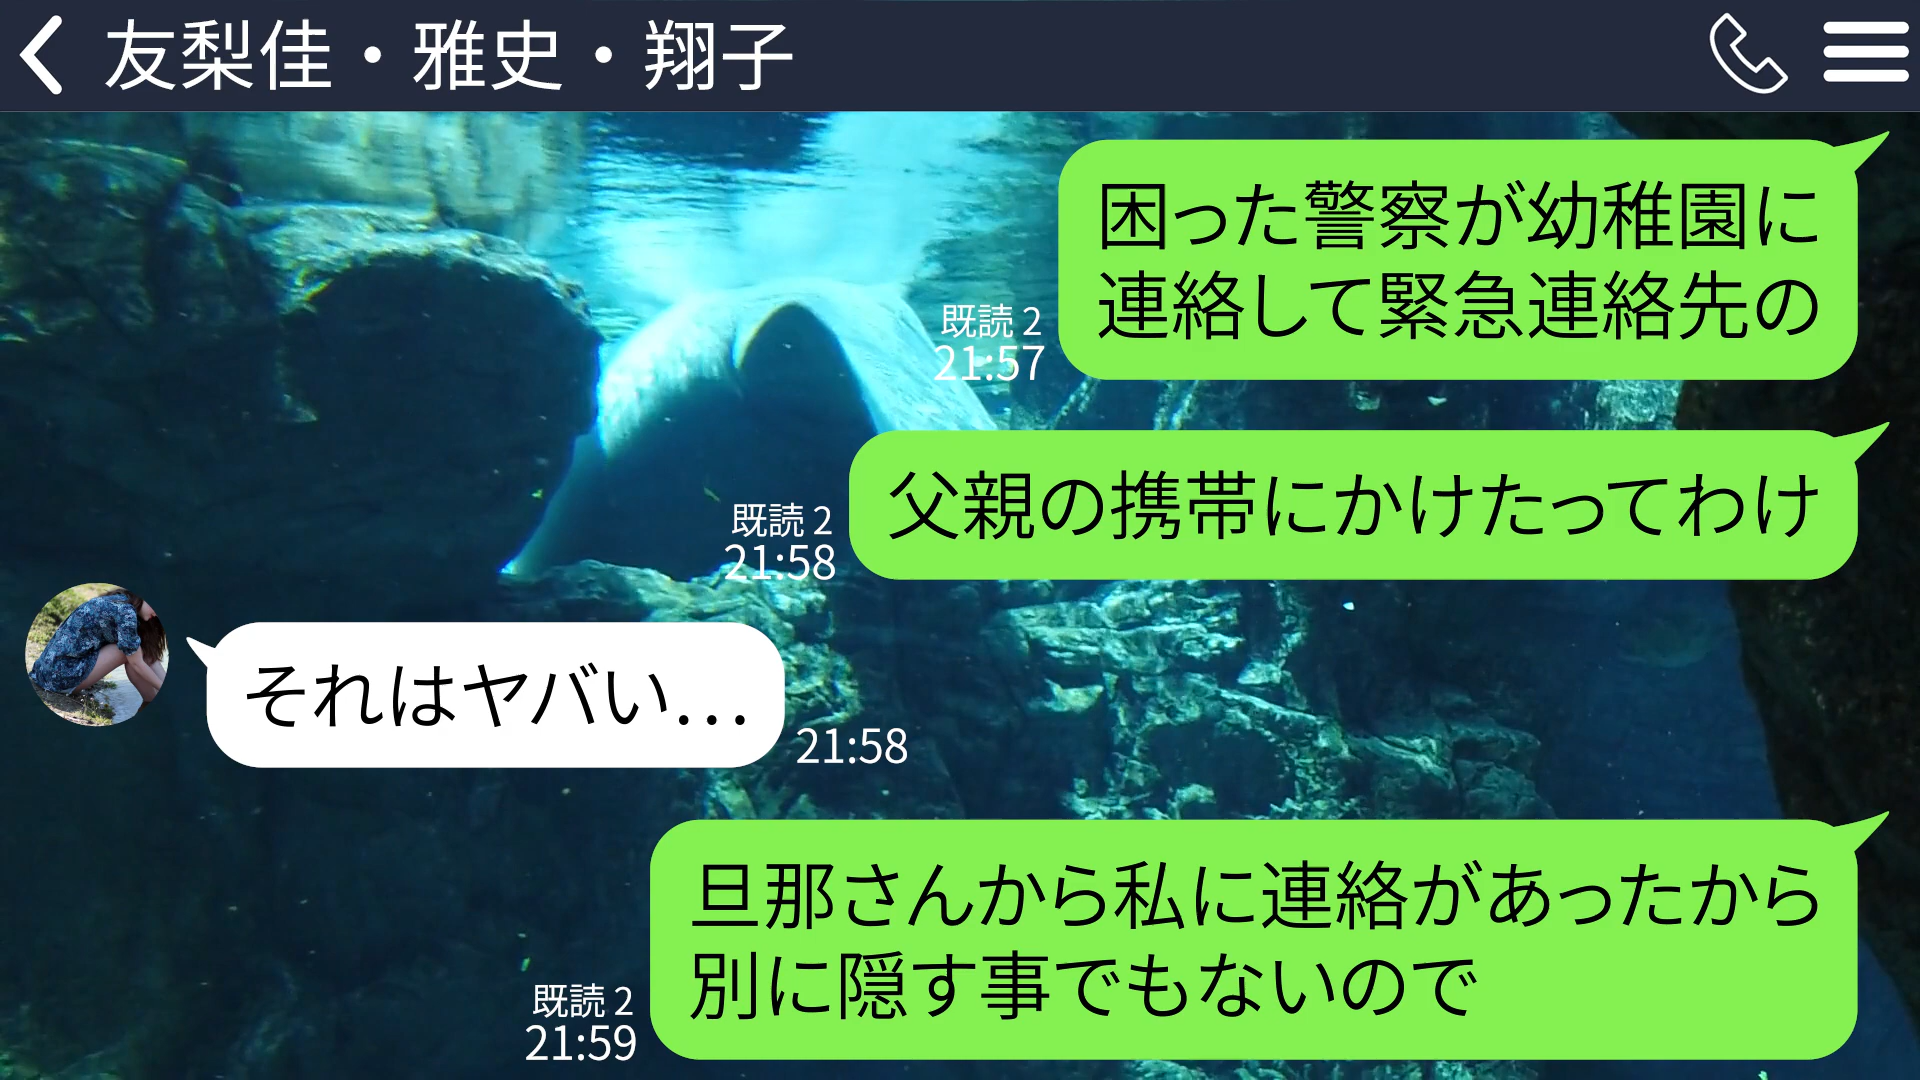 友梨佳・雅史・翔子
困った警察が幼稚園に
連絡して緊急連絡先の
既読 2
21:57
父親の携帯にかけたってわけ
既読 2
21:58
それはヤバい…
21:58
旦那さんから私に連絡があったから
別に隠す事でもないので
既読 2
21:59